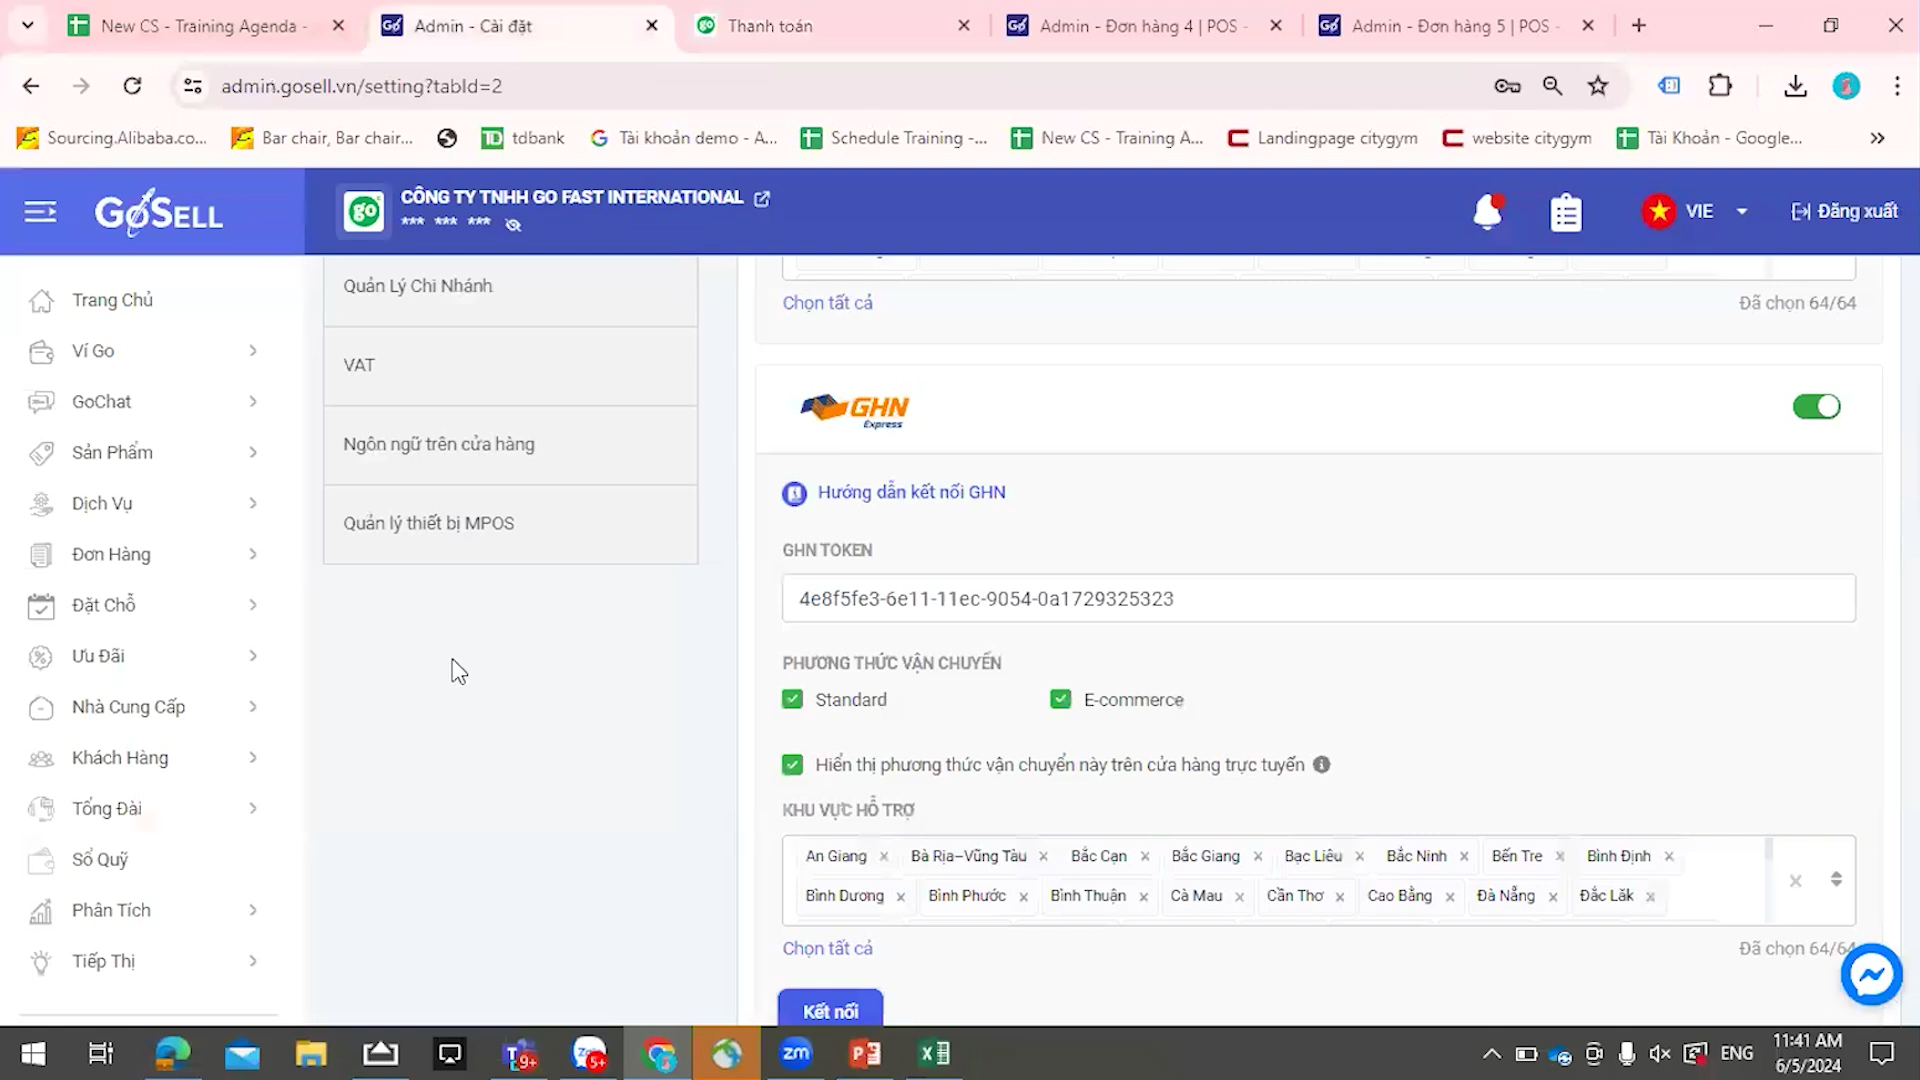 New CS - Training Agenda -
Admin - Cài đặt
Thanh toán
Admin - Đơn hàng 4 | POS -
Admin - Đơn hàng 5 | POS -
admin.gosell.vn/setting?tabId=2
Sourcing.Alibaba.co...
Bar chair, Bar chair...
tdbank
Tài khoản demo - A...
Schedule Training -...
New CS - Training A...
Landingpage citygym
website citygym
Tài Khoản - Google...
GoSELL
go
CÔNG TY TNHH GO FAST INTERNATIONAL
*** *** ***
VIE
Đăng xuất
Trang Chủ
Ví Go
GoChat
Sản Phẩm
Dịch Vụ
Đơn Hàng
Đặt Chỗ
Ưu Đãi
Nhà Cung Cấp
Khách Hàng
Tổng Đài
Sổ Quỹ
Phân Tích
Tiếp Thị
Quản Lý Chi Nhánh
VAT
Ngôn ngữ trên cửa hàng
Quản lý thiết bị MPOS
Chọn tất cả
Đã chọn 64/64
GHN
Express
Hướng dẫn kết nối GHN
GHN TOKEN
4e8f5fe3-6e11-11ec-9054-0a1729325323
PHƯƠNG THỨC VẬN CHUYỂN
Standard
E-commerce
Hiển thị phương thức vận chuyển này trên cửa hàng trực tuyến
KHU VỰC HỖ TRỢ
An Giang × Bà Rịa–Vũng Tàu × Bắc Cạn × Bắc Giang × Bạc Liêu × Bắc Ninh × Bến Tre × Bình Định ×
Bình Dương × Bình Phước × Bình Thuận × Cà Mau × Cần Thơ × Cao Bằng × Đà Nẵng × Đắc Lăk ×
Chọn tất cả
Đã chọn 64/64
Kết nối
9+
5+
zm
ENG
11:41 AM
6/5/2024